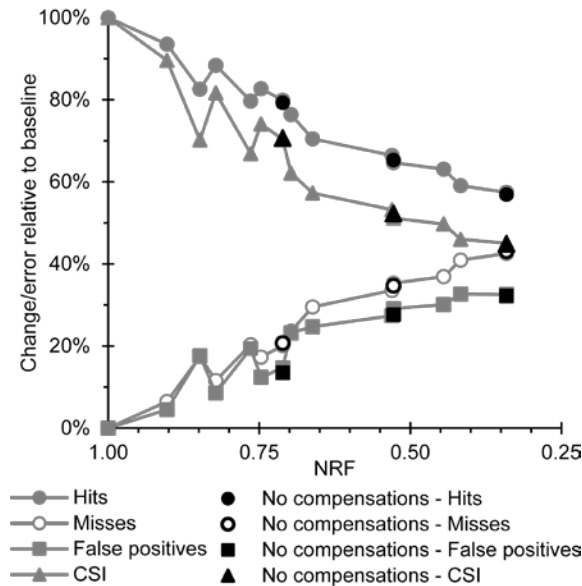 Change/error relative to baseline
100%
80%
60%
40%
20%
0%
1.00 0.75 0.50 0.25
NRF
Hits
Misses
False positives
CSI
No compensations - Hits
No compensations - Misses
No compensations - False positives
No compensations - CSI